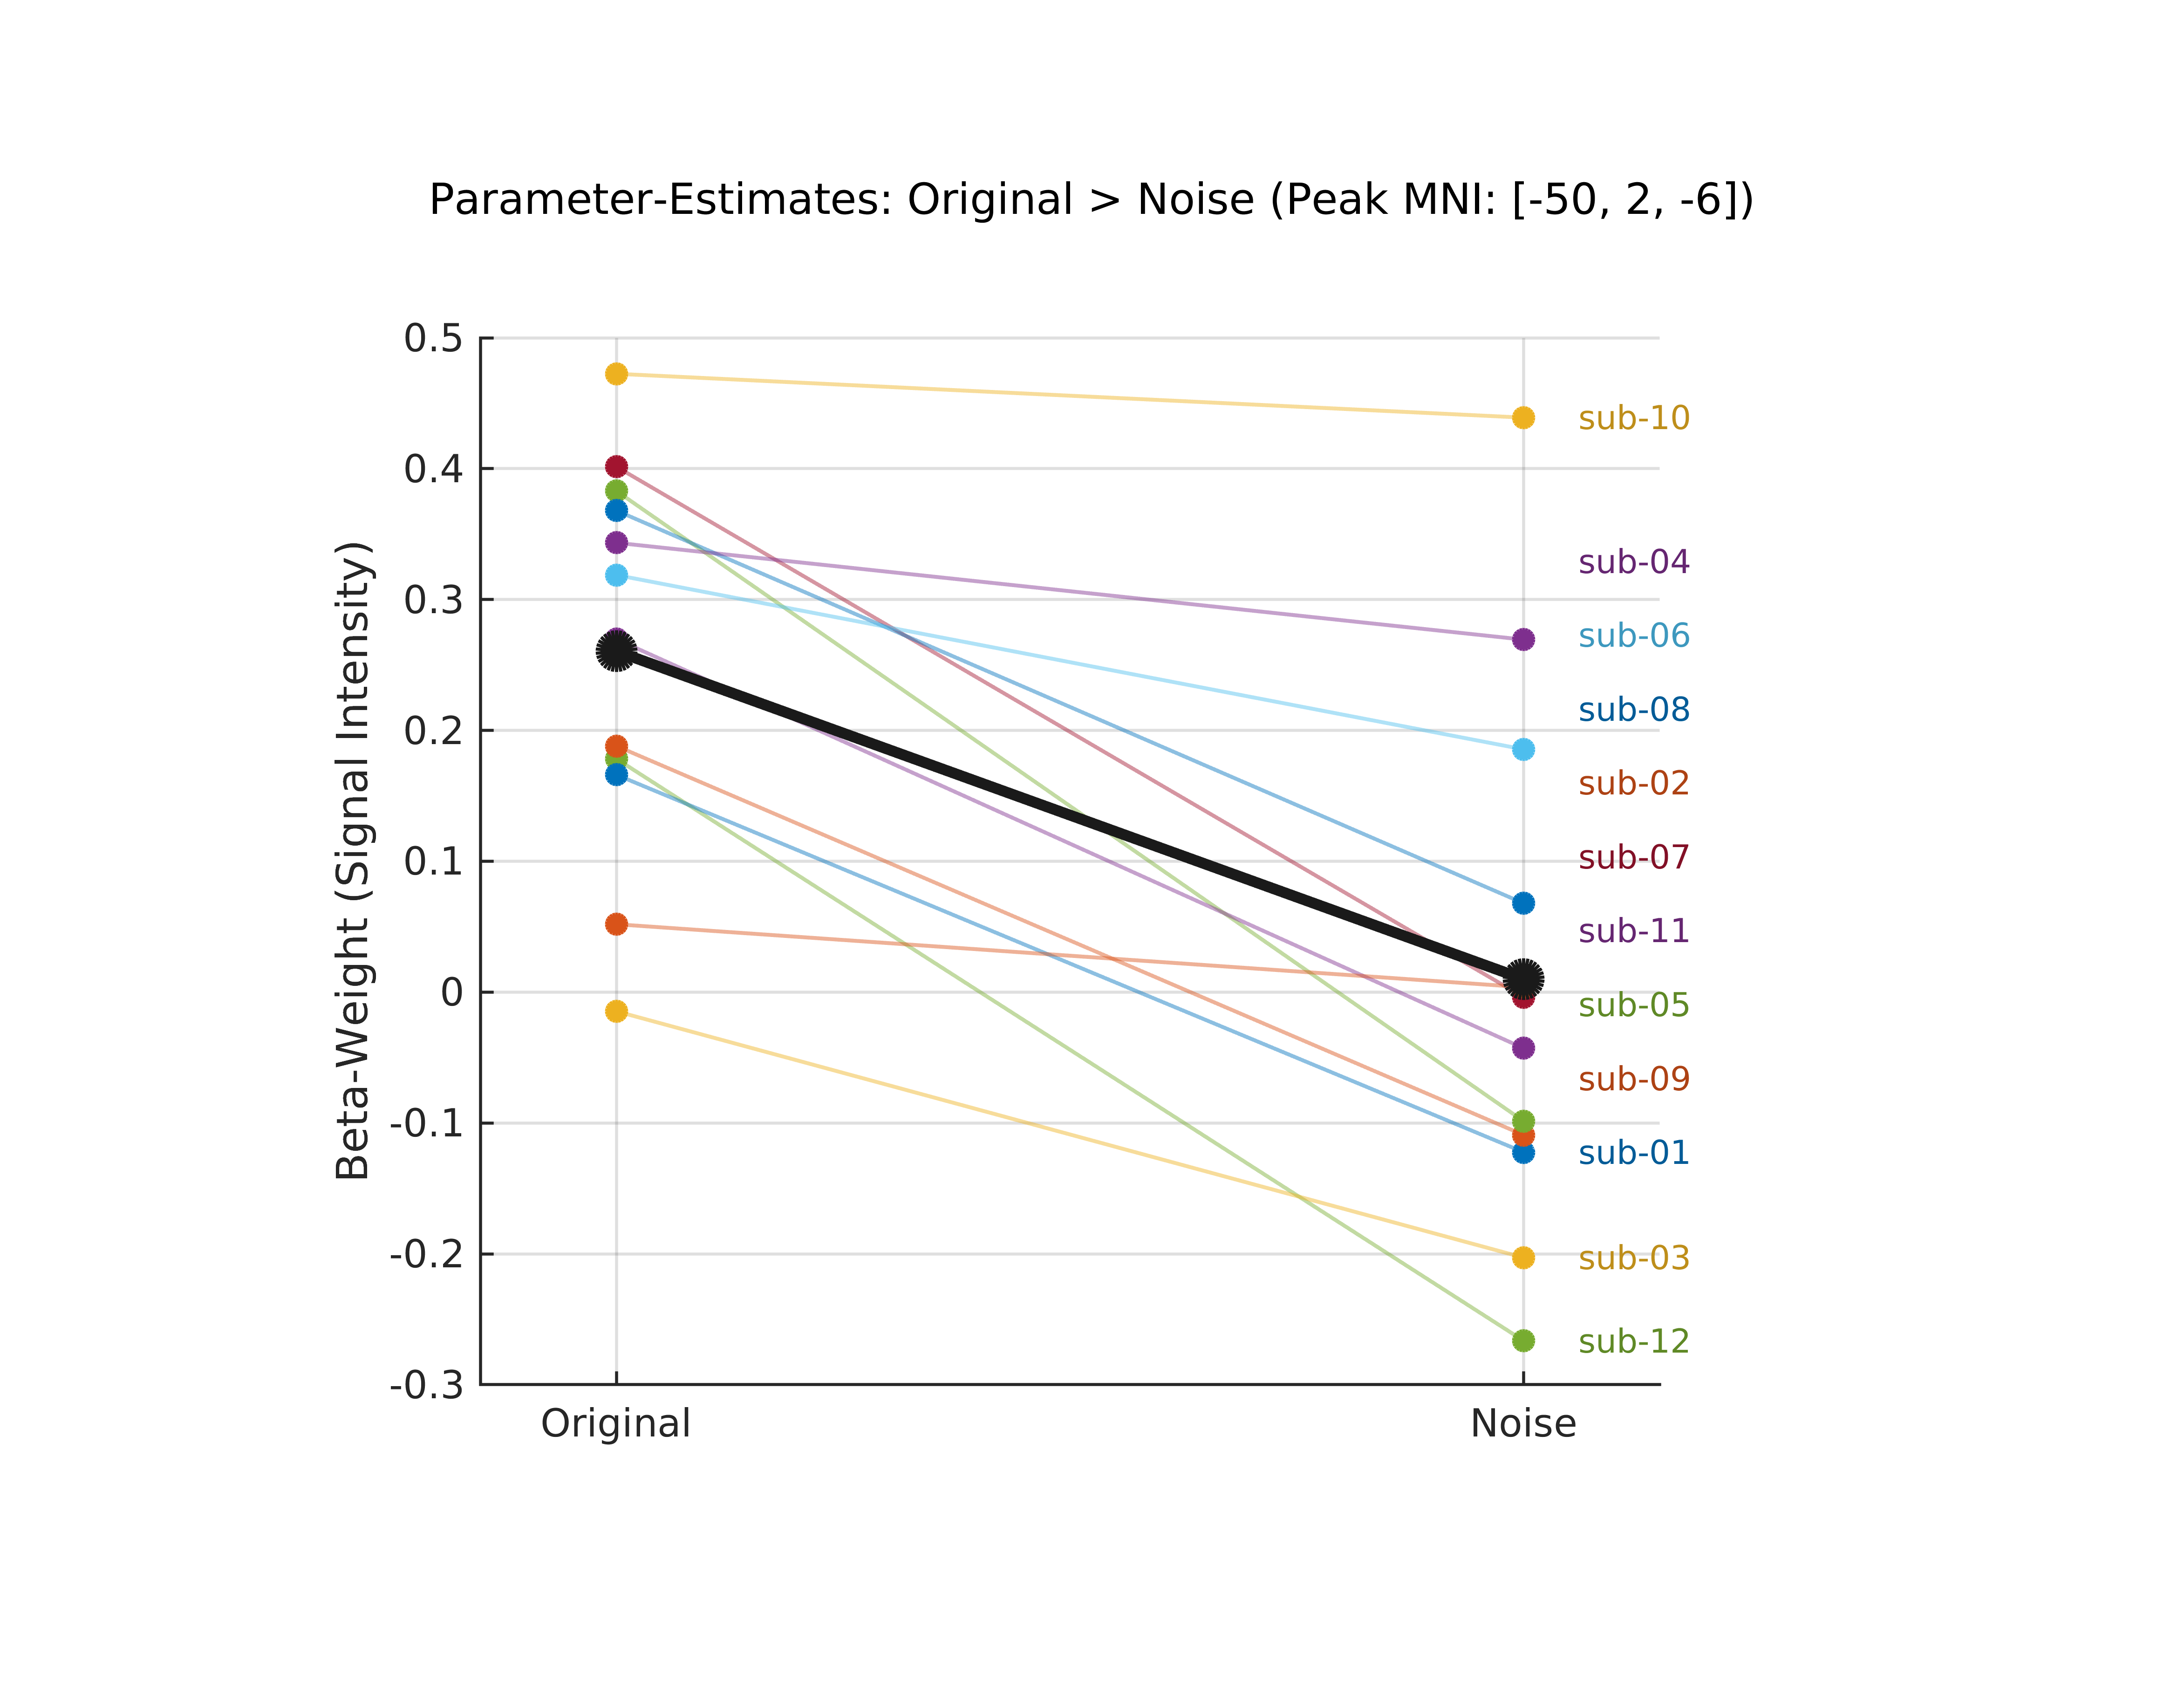 Parameter-Estimates: Original > Noise (Peak MNI: [-50, 2, -6])
Beta-Weight (Signal Intensity)
0.5
0.4
0.3
0.2
0.1
0
-0.1
-0.2
-0.3
Original
Noise
sub-10
sub-04
sub-06
sub-08
sub-02
sub-07
sub-11
sub-05
sub-09
sub-01
sub-03
sub-12